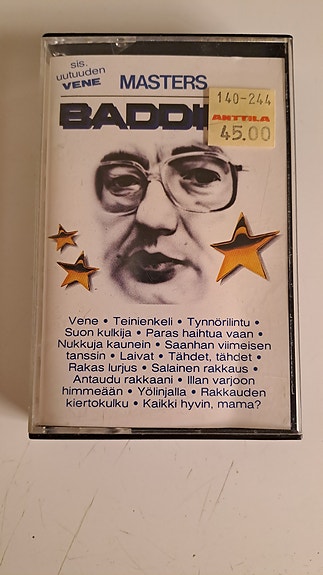 sis.
uutuuden
VENE
MASTERS
BADDI
140-244
ANTTILA
45.00
Vene • Teinienkeli • Tynnörilintu •
Suon kulkija • Paras haihtua vaan •
Nukkuja kaunein • Saanhan viimeisen
tanssin • Laivat • Tähdet, tähdet •
Rakas lurjus • Salainen rakkaus •
Antaudu rakkaani • Illan varjoon
himmeään • Yölinjalla • Rakkauden
kiertokulku • Kaikki hyvin, mama?